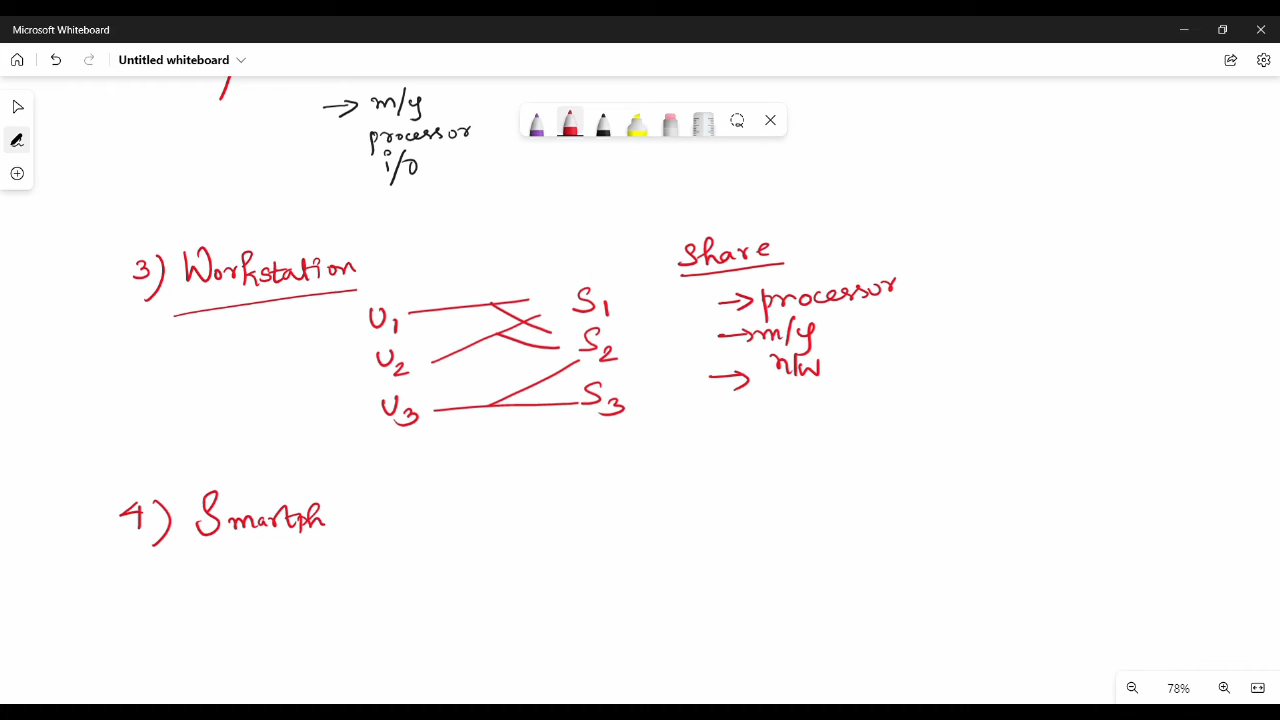 Microsoft Whiteboard
Untitled whiteboard
→ m/y
processor
i/o
3) Workstation
U1 S1
U2 S2
U3 S3
Share
→ processor
→ m/y
→ n/w
4) Smartph
78%